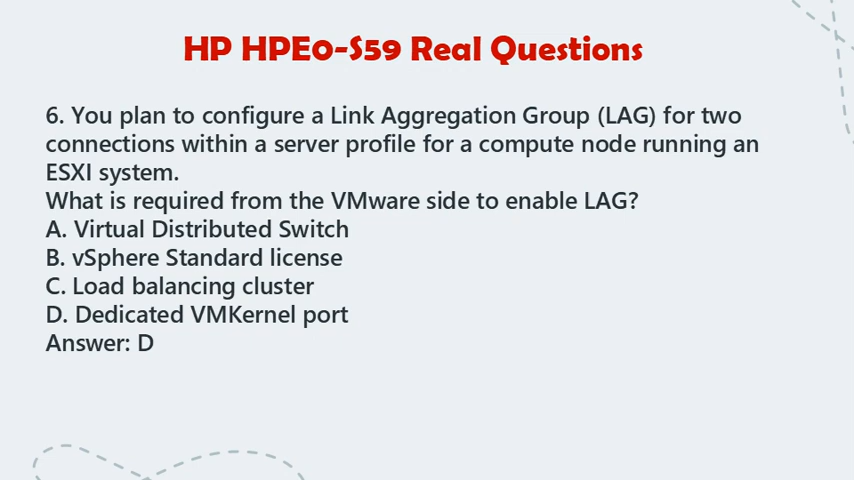 HP HPE0-S59 Real Questions
6. You plan to configure a Link Aggregation Group (LAG) for two
connections within a server profile for a compute node running an
ESXI system.
What is required from the VMware side to enable LAG?
A. Virtual Distributed Switch
B. vSphere Standard license
C. Load balancing cluster
D. Dedicated VMKernel port
Answer: D